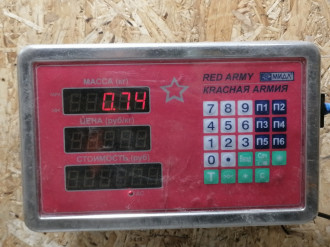 МАССА (кг)
RED ARMY МИДЛ
КРАСНАЯ АРМИЯ
0.74
ЦЕНА (руб/кг)
7 8 9 П1 П2
4 5 6 П3 П4
СТОИМОСТЬ (руб)
1 2 3 П5 П6
0
T C